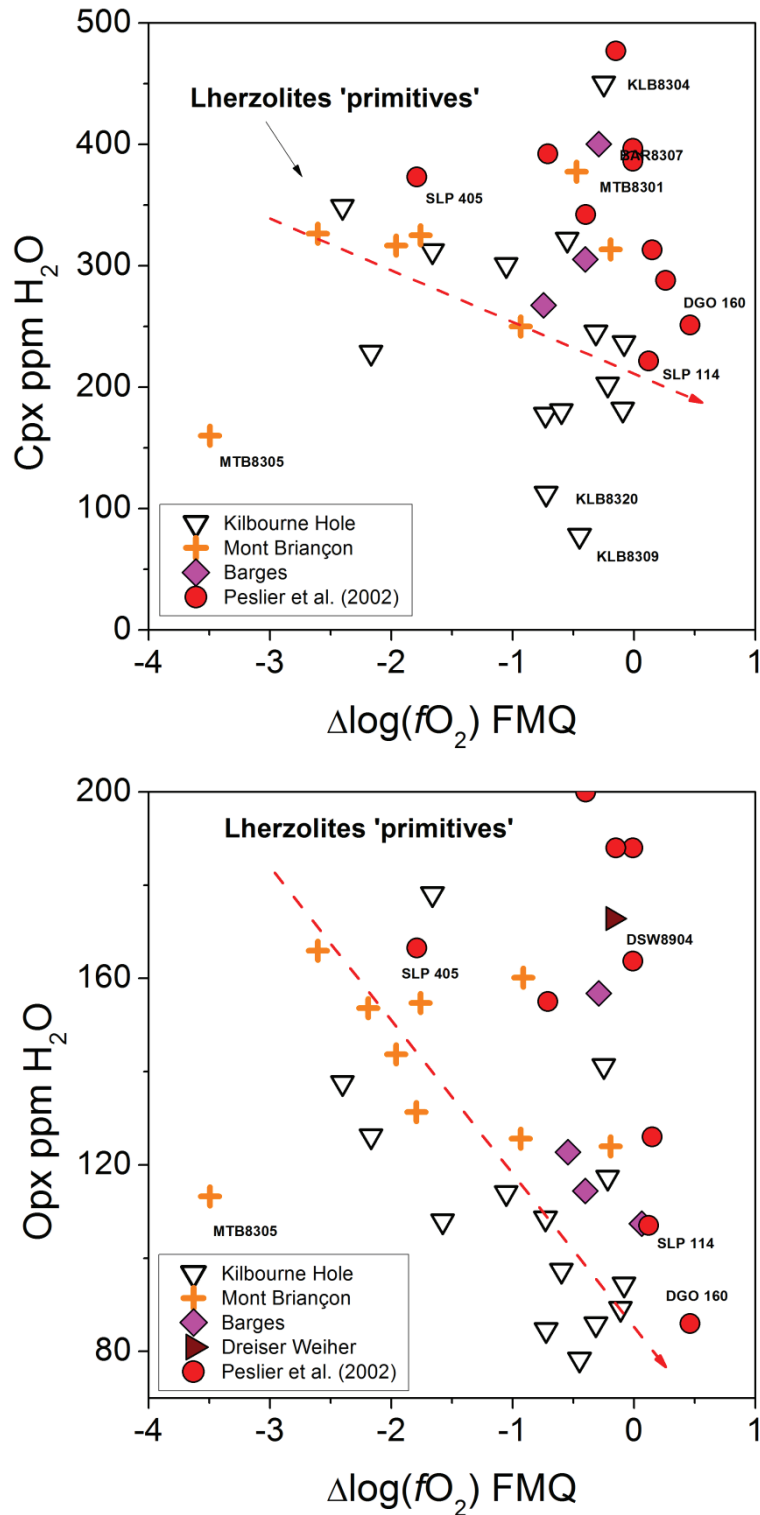 500
400
300
200
100
0
Cpx ppm H₂O
Lherzolites 'primitives'
KLB8304
BAR8307
MTB8301
SLP 405
DGO 160
SLP 114
MTB8305
KLB8320
KLB8309
Kilbourne Hole
Mont Briançon
Barges
Peslier et al. (2002)
-4 -3 -2 -1 0 1
Δlog(fO₂) FMQ
200
160
120
80
Opx ppm H₂O
Lherzolites 'primitives'
SLP 405
DSW8904
MTB8305
SLP 114
DGO 160
Kilbourne Hole
Mont Briançon
Barges
Dreiser Weiher
Peslier et al. (2002)
-4 -3 -2 -1 0 1
Δlog(fO₂) FMQ